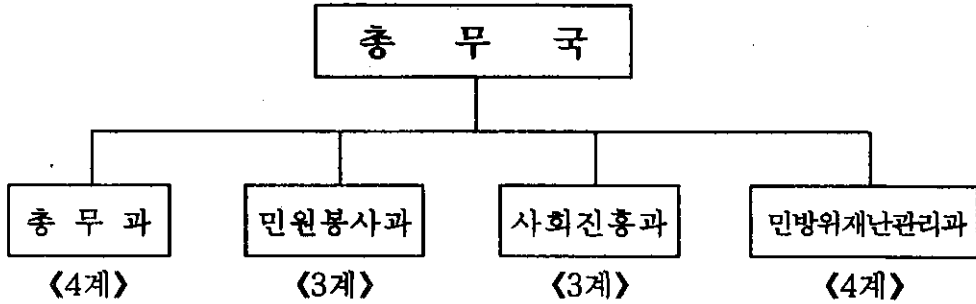 총 무 국
총 무 과 민원봉사과 사회진흥과 민방위재난관리과
《4계》 《3계》 《3계》 《4계》